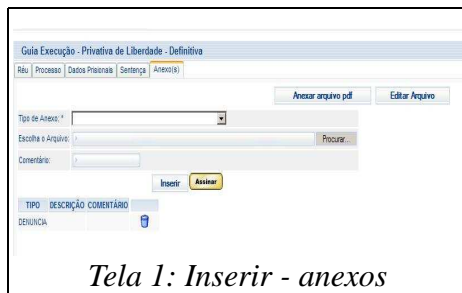 Guia Execução - Privativa de Liberdade - Definitiva
Réu Processo Dados Prisionais Sentença Anexo(s)
Anexar arquivo pdf Editar Arquivo
Tipo de Anexo: *
Escolha o Arquivo: Procurar...
Comentário:
Inserir Assinar
TIPO DESCRIÇÃO COMENTÁRIO
DENUNCIA
Tela 1: Inserir - anexos